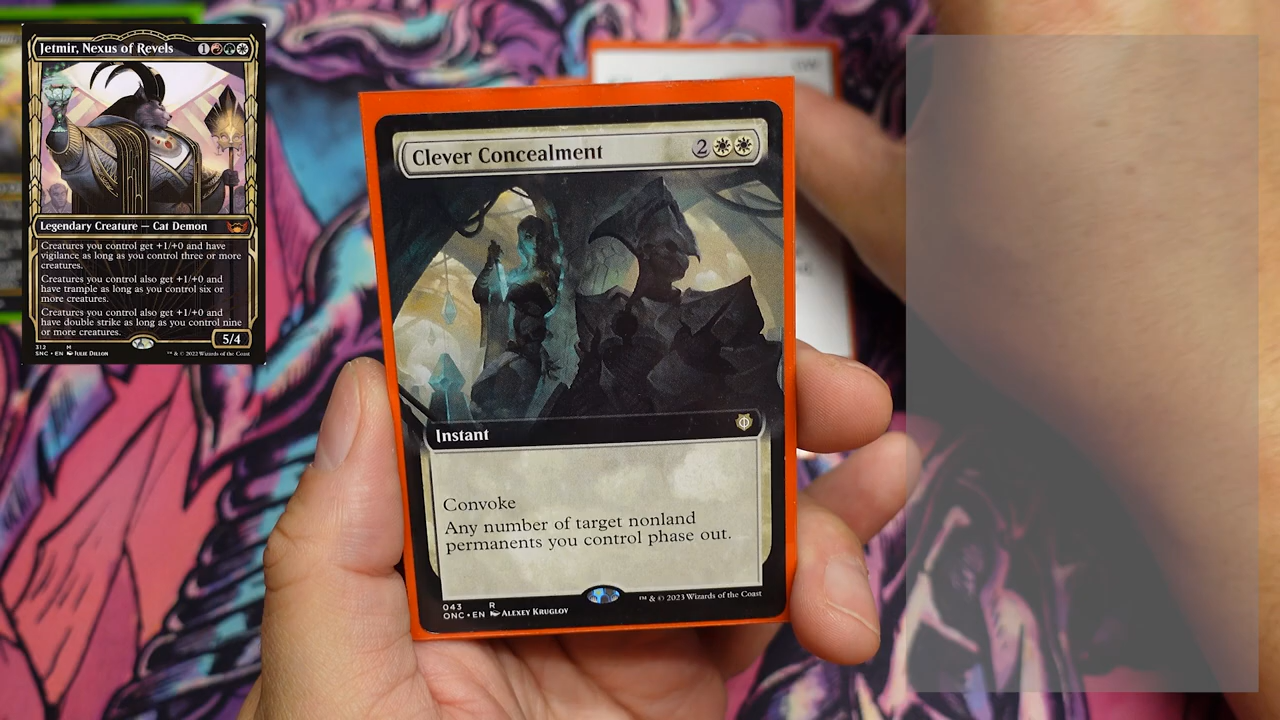 Jetmir, Nexus of Revels 1
Legendary Creature — Cat Demon
Creatures you control get +1/+0 and have
vigilance as long as you control three or more
creatures.
Creatures you control also get +1/+0 and
have trample as long as you control six or
more creatures.
Creatures you control also get +1/+0 and
have double strike as long as you control nine
or more creatures.
5/4
312 M
SNC • EN Julie Dillon ™ & © 2022 Wizards of the Coast
Clever Concealment 2
Instant
Convoke
Any number of target nonland
permanents you control phase out.
043 R
ONC • EN Alexey Kruglov ™ & © 2023 Wizards of the Coast